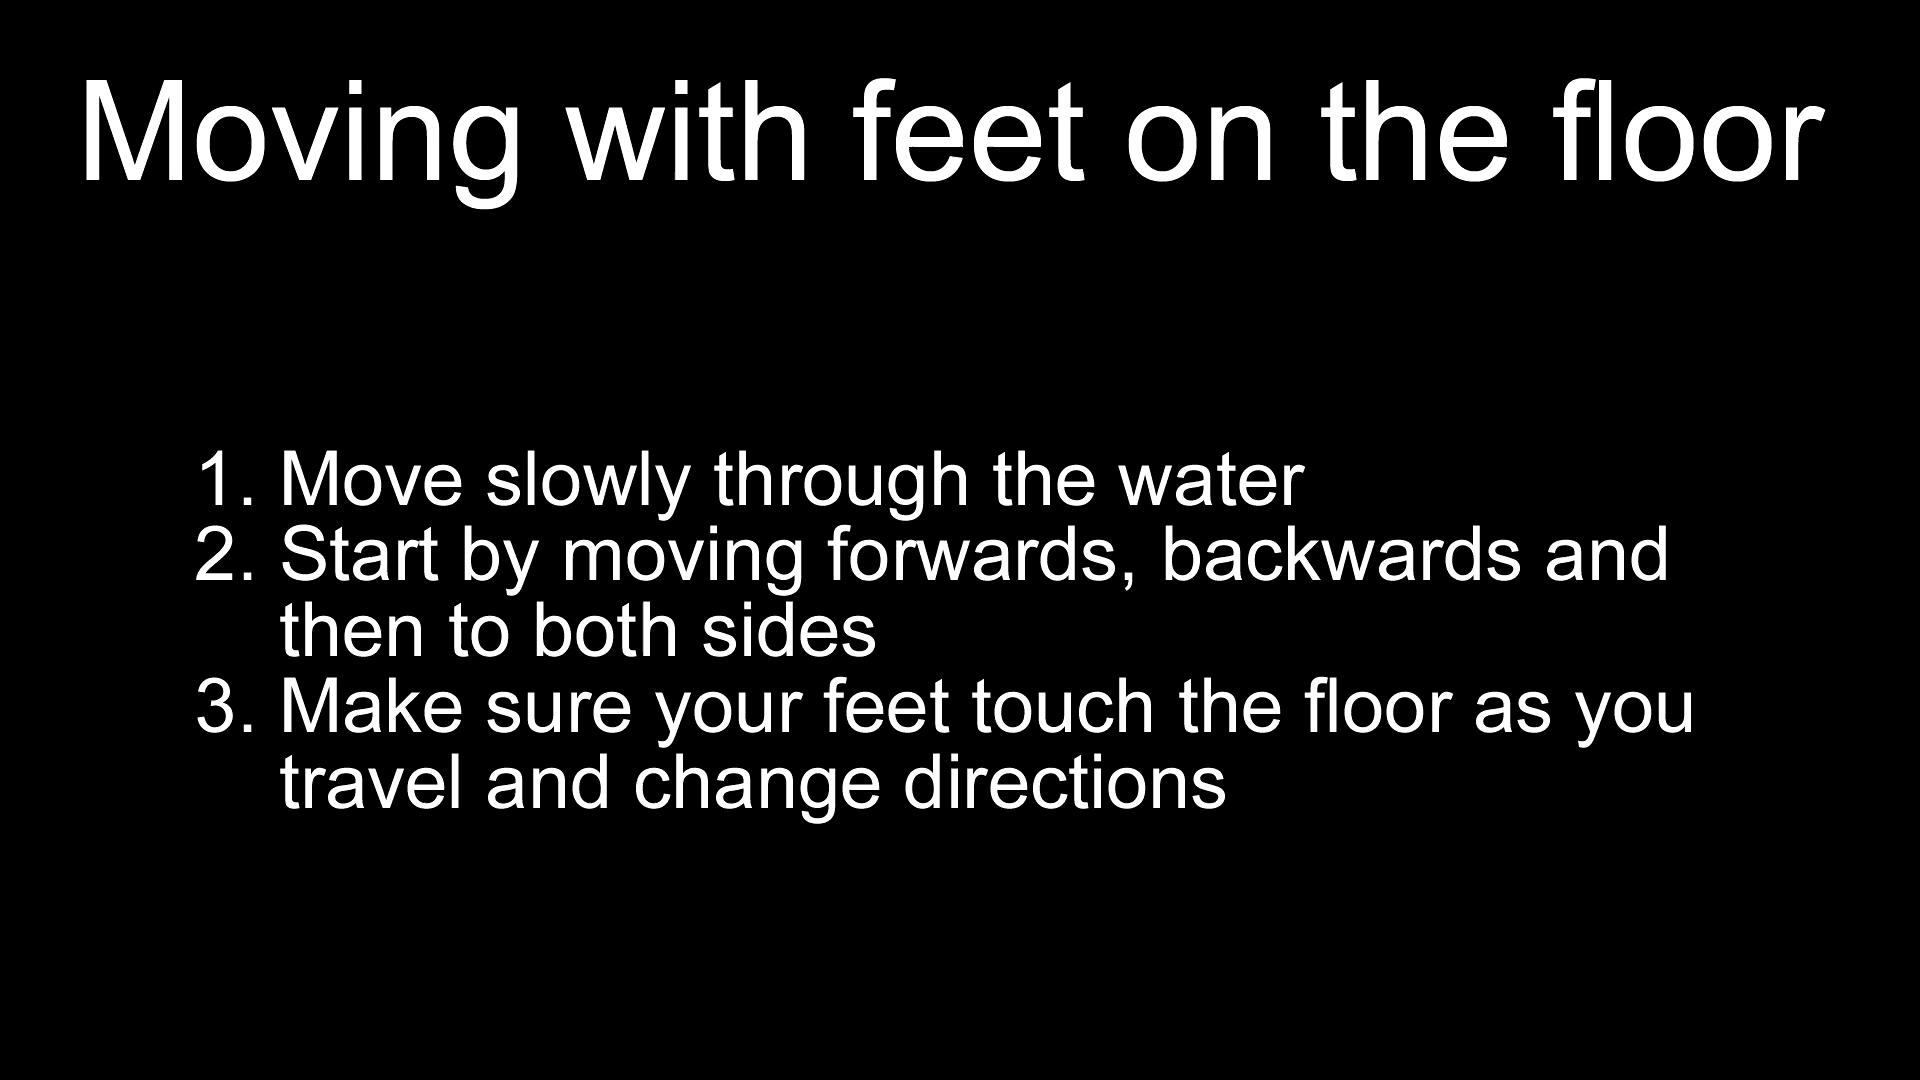 Moving with feet on the floor
1. Move slowly through the water
2. Start by moving forwards, backwards and
then to both sides
3. Make sure your feet touch the floor as you
travel and change directions